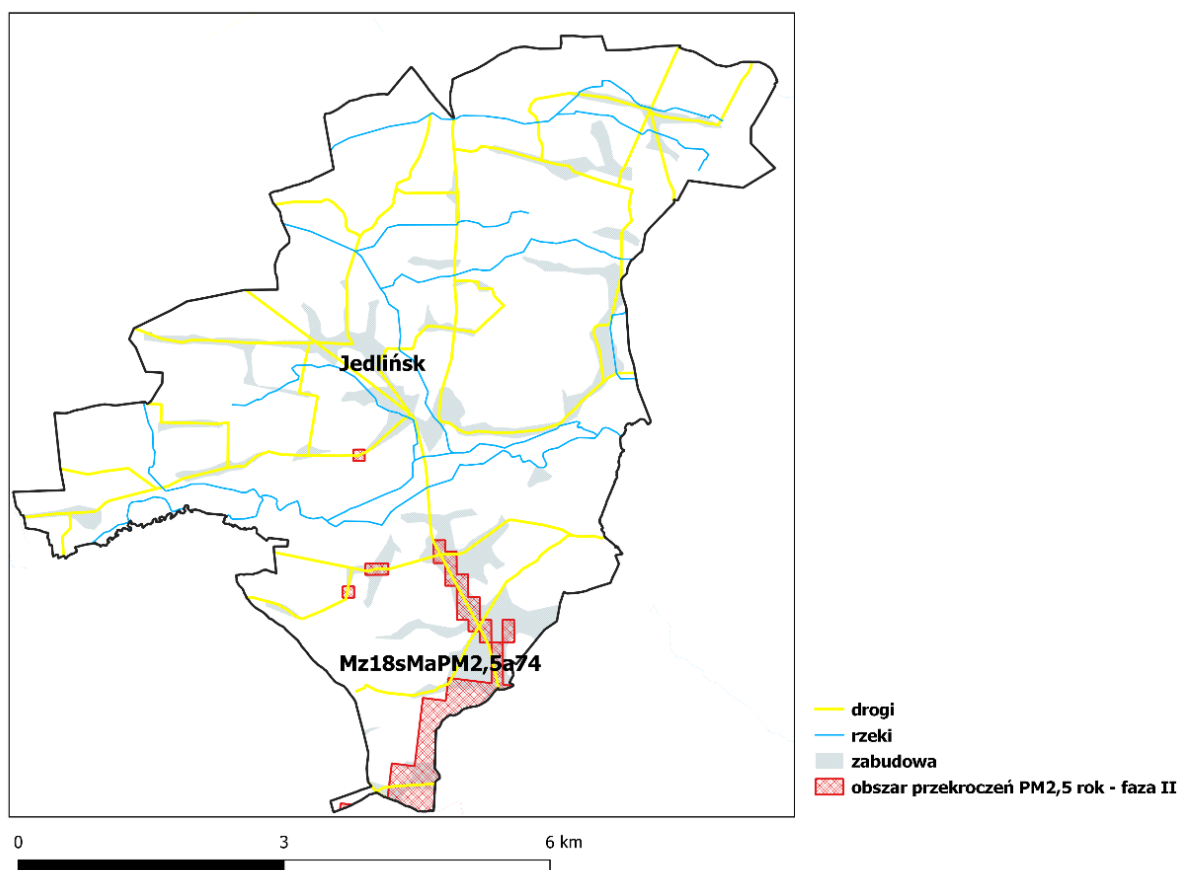 Jedlińsk
Mz18sMaPM2,5a74
drogi
rzeki
zabudowa
obszar przekroczeń PM2,5 rok - faza II
0 3 6 km